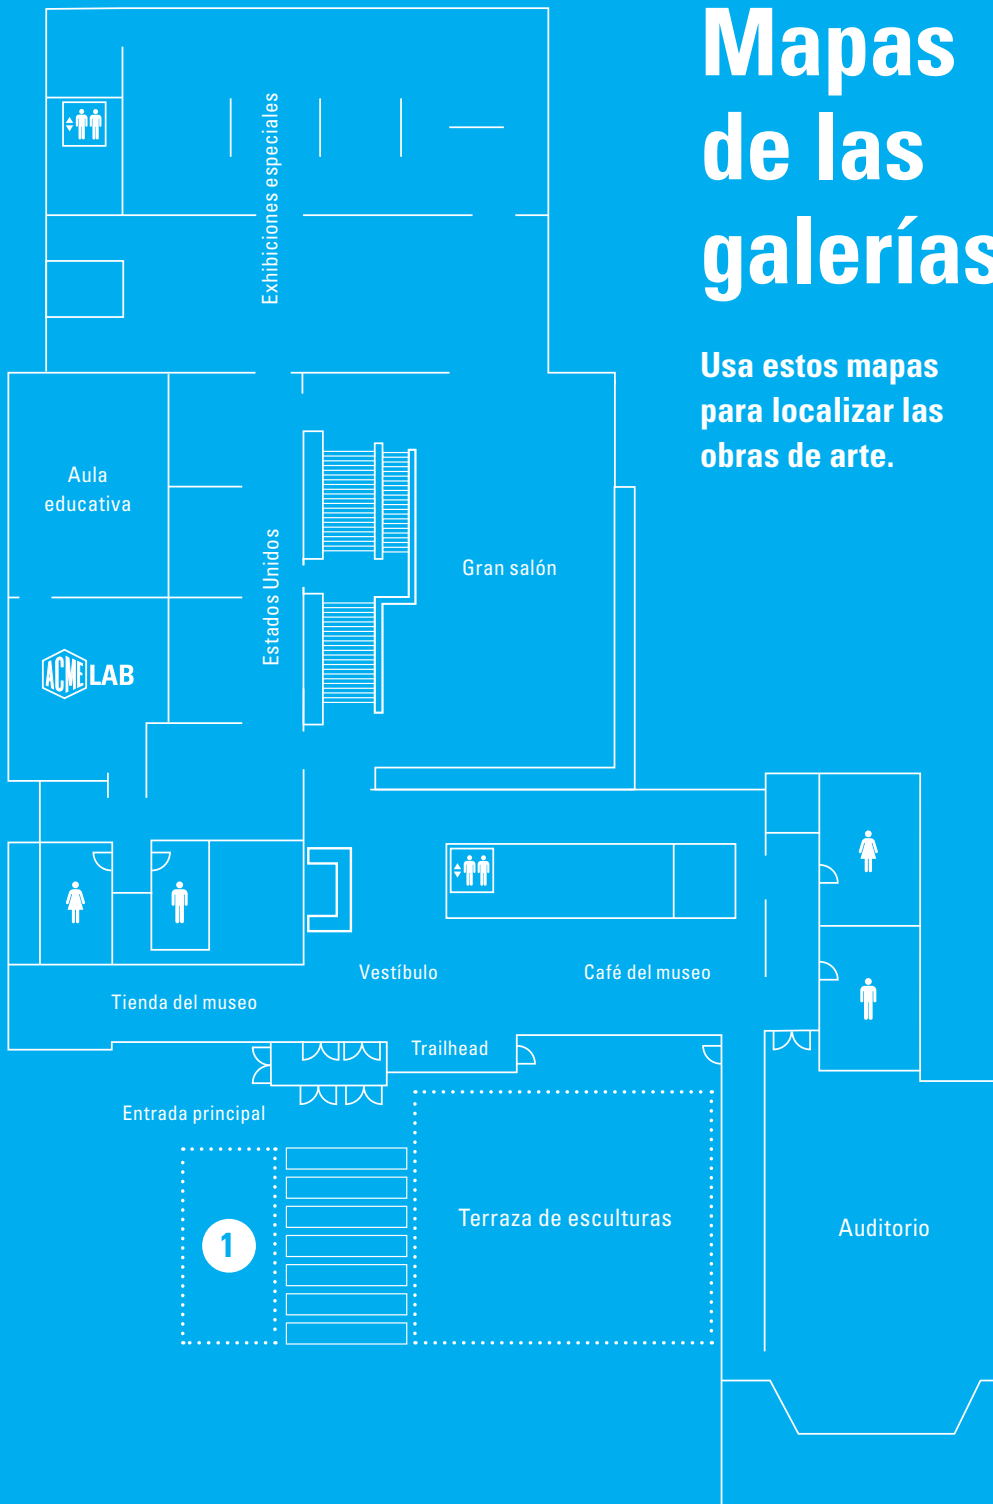 Mapas
de las
galerías
Usa estos mapas
para localizar las
obras de arte.
Exhibiciones especiales
Aula
educativa
Estados Unidos
Gran salón
ACME LAB
Vestíbulo
Café del museo
Tienda del museo
Trailhead
Entrada principal
1
Terraza de esculturas
Auditorio